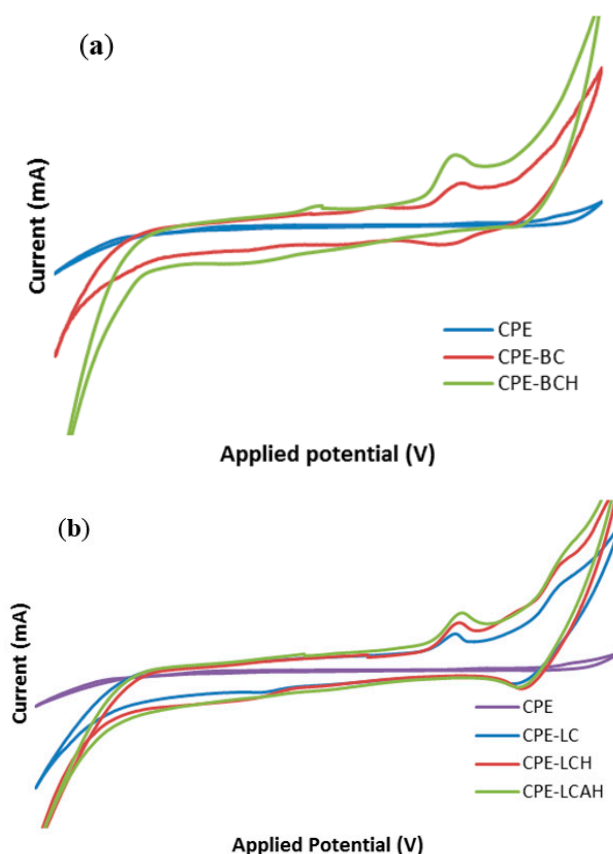 (a)
Current (mA)
CPE
CPE-BC
CPE-BCH
Applied potential (V)
(b)
Current (mA)
CPE
CPE-LC
CPE-LCH
CPE-LCAH
Applied Potential (V)